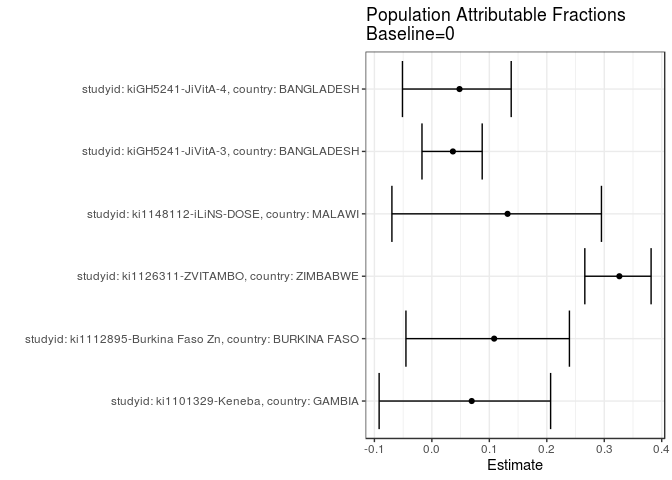 Population Attributable Fractions
Baseline=0
studyid: kiGH5241-JiVitA-4, country: BANGLADESH
studyid: kiGH5241-JiVitA-3, country: BANGLADESH
studyid: ki1148112-iLiNS-DOSE, country: MALAWI
studyid: ki1126311-ZVITAMBO, country: ZIMBABWE
studyid: ki1112895-Burkina Faso Zn, country: BURKINA FASO
studyid: ki1101329-Keneba, country: GAMBIA
-0.1 0.0 0.1 0.2 0.3 0.4
Estimate